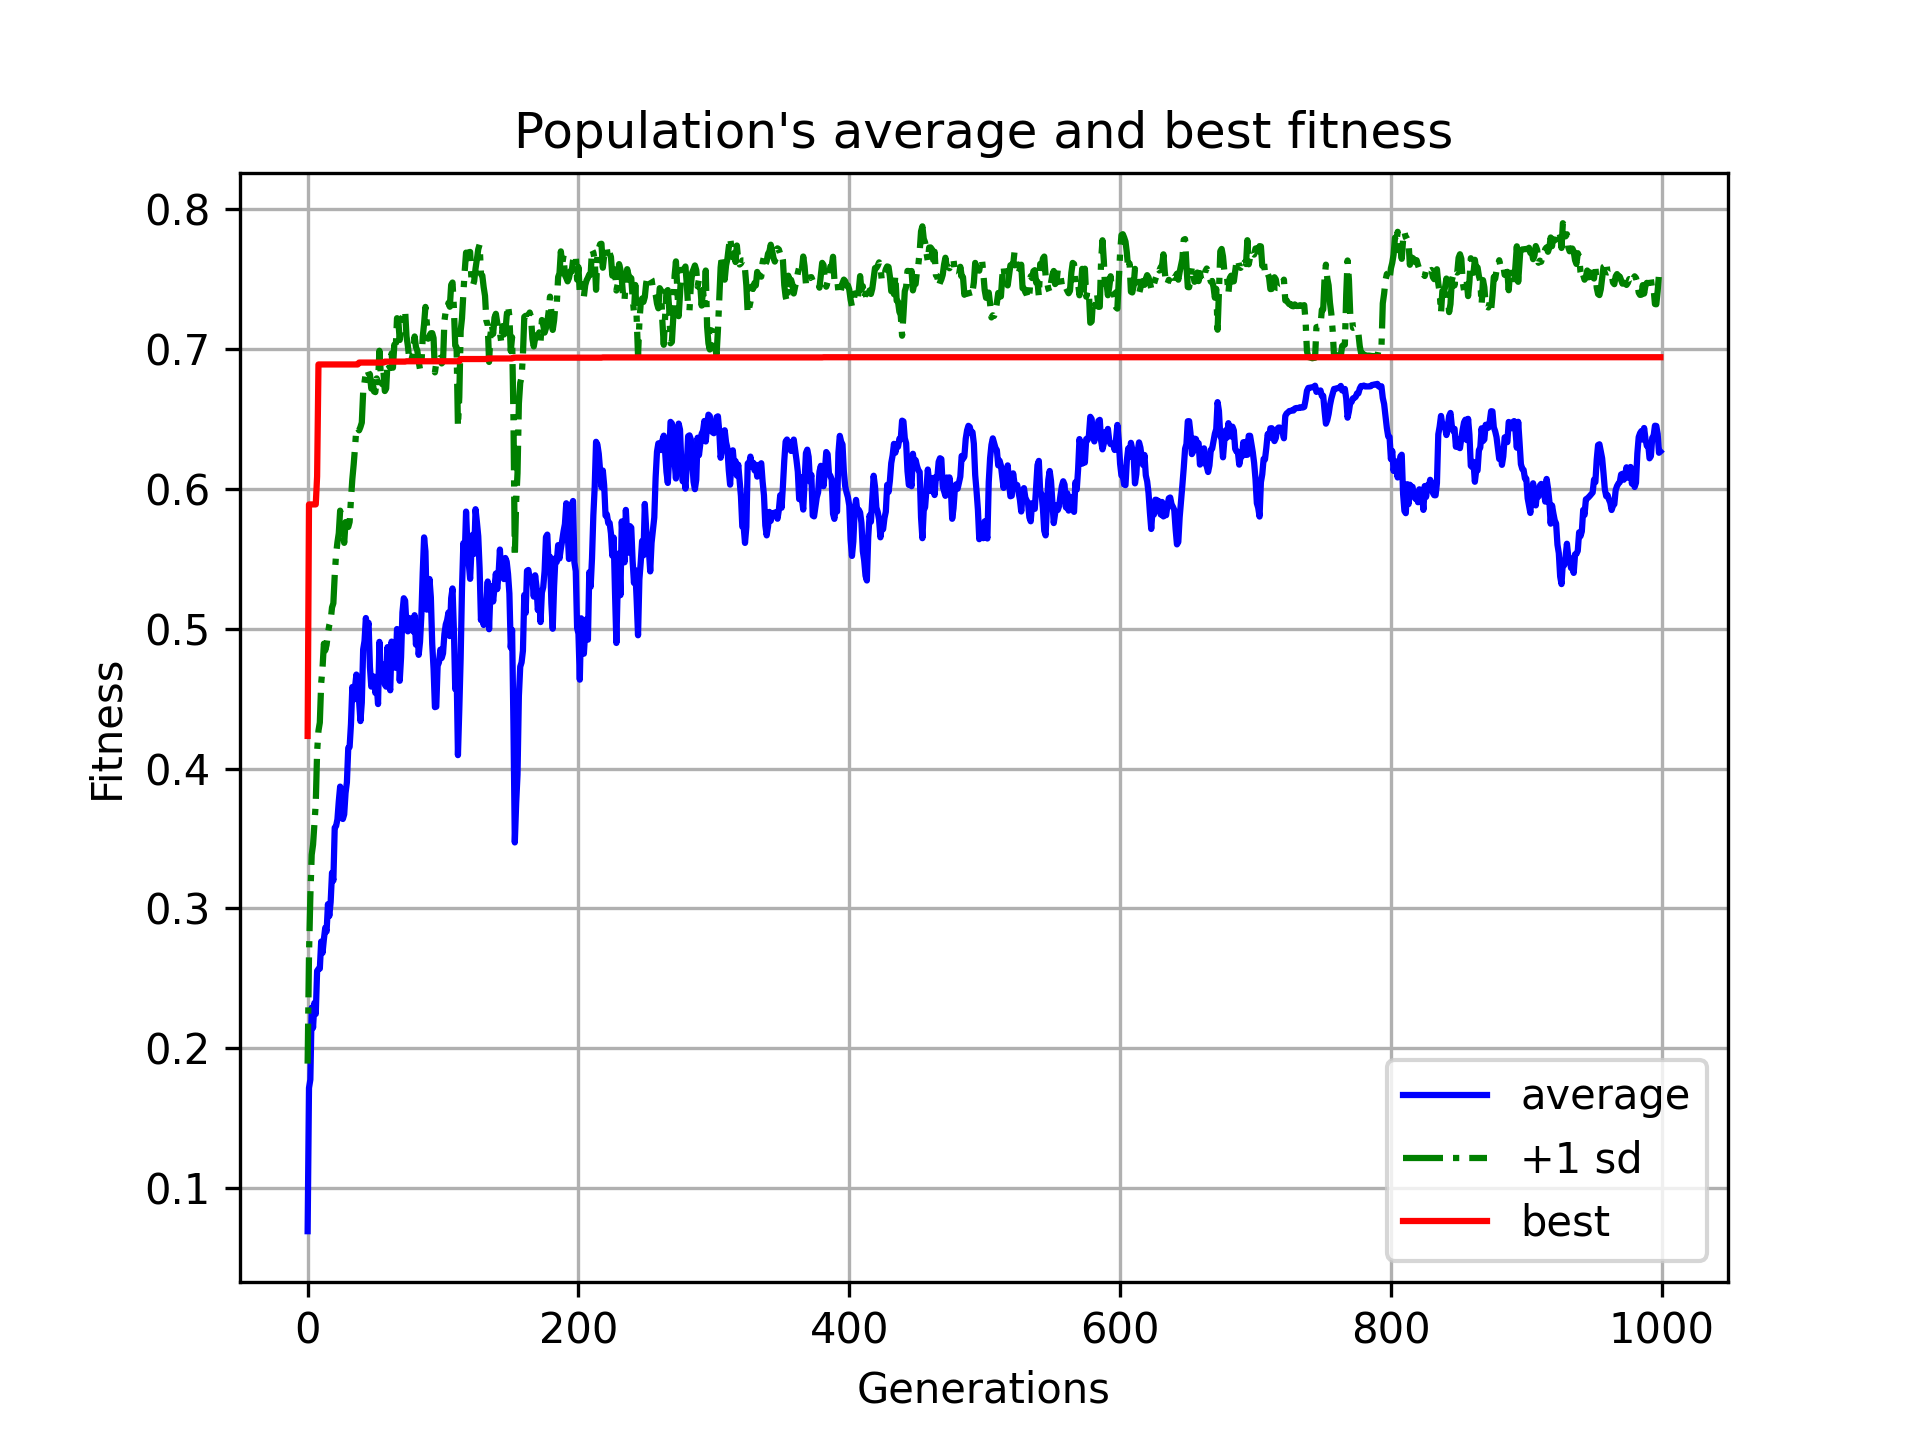 Population's average and best fitness
0.8
0.7
0.6
0.5
0.4
0.3
0.2
0.1
Fitness
0 200 400 600 800 1000
Generations
average
+1 sd
best